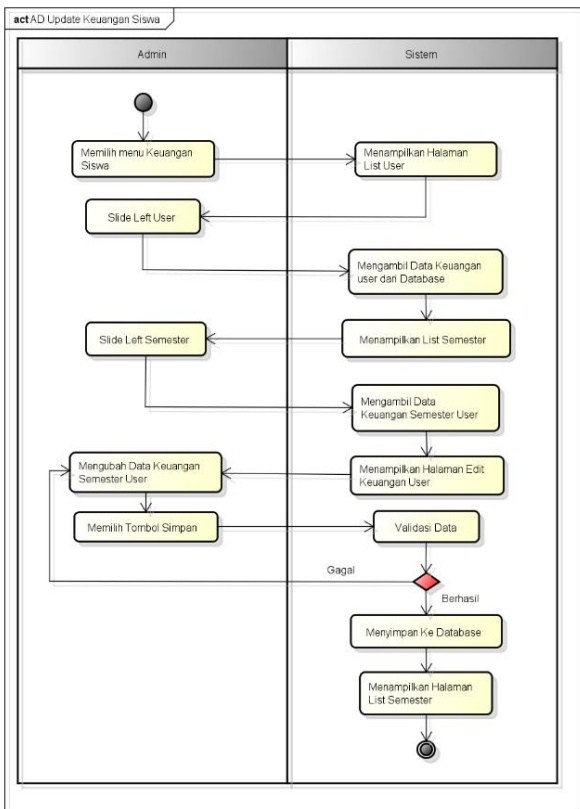 act AD Update Keuangan Siswa
Admin
Sistem
Memilih menu Keuangan
Siswa
Menampilkan Halaman
List User
Slide Left User
Mengambil Data Keuangan
user dari Database
Menampilkan List Semester
Slide Left Semester
Mengambil Data
Keuangan Semester User
Menampilkan Halaman Edit
Keuangan User
Mengubah Data Keuangan
Semester User
Memilih Tombol Simpan
Validasi Data
Gagal
Berhasil
Menyimpan Ke Database
Menampilkan Halaman
List Semester